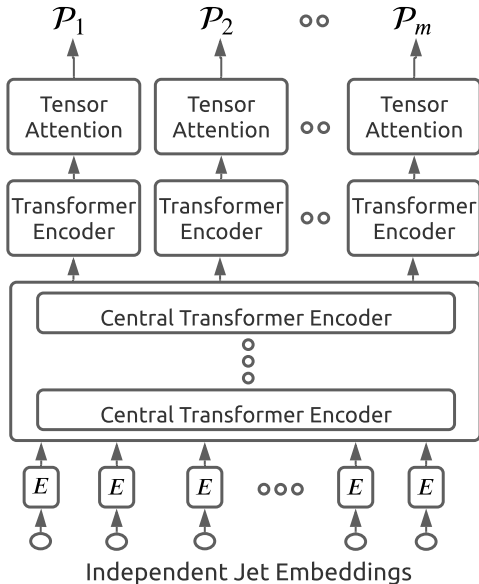 𝒫₁ 𝒫₂ 𝒫ₘ
Tensor Attention Tensor Attention Tensor Attention
Transformer Encoder Transformer Encoder Transformer Encoder
Central Transformer Encoder
Central Transformer Encoder
E E E E E
Independent Jet Embeddings